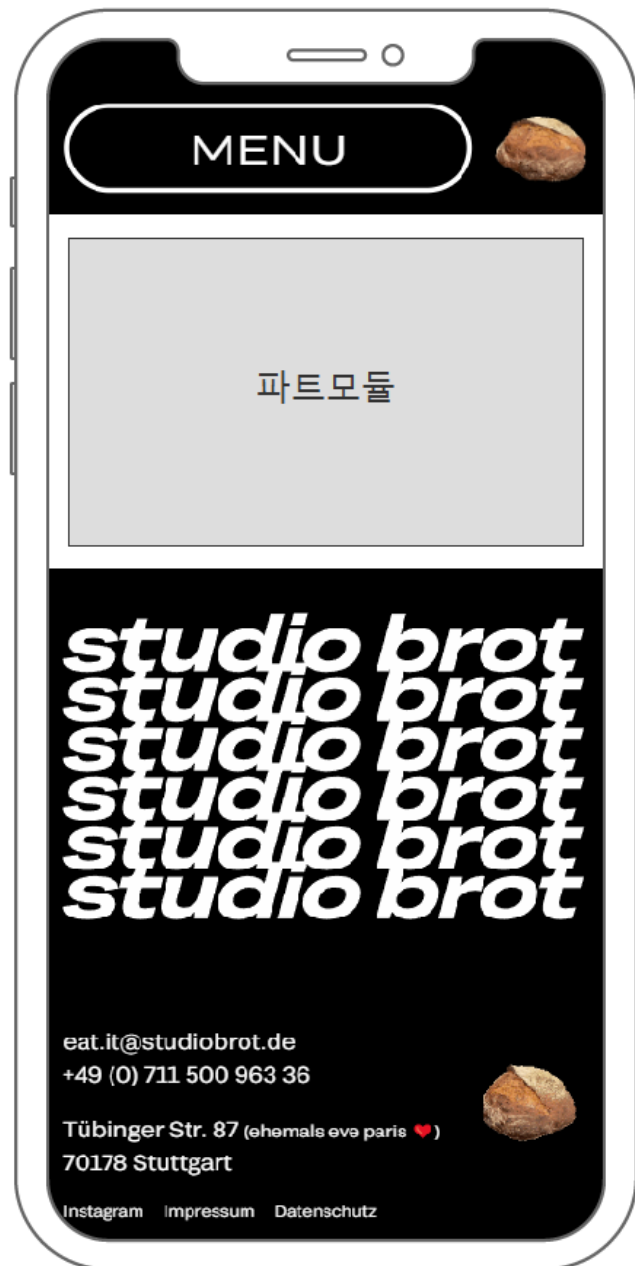 MENU
파트모듈
studio brot
studio brot
studio brot
studio brot
studio brot
studio brot
eat.it@studiobrot.de
+49 (0) 711 500 963 36
Tübinger Str. 87 (ehemals eve paris ❤)
70178 Stuttgart
Instagram Impressum Datenschutz